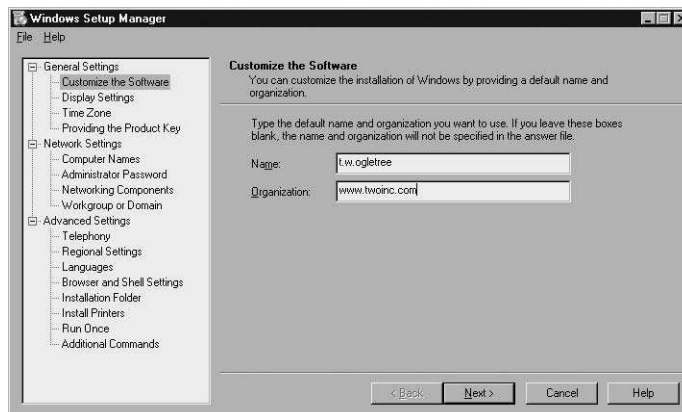 Windows Setup Manager
File Help
General Settings
Customize the Software
Display Settings
Time Zone
Providing the Product Key
Network Settings
Computer Names
Administrator Password
Networking Components
Workgroup or Domain
Advanced Settings
Telephony
Regional Settings
Languages
Browser and Shell Settings
Installation Folder
Install Printers
Run Once
Additional Commands
Customize the Software
You can customize the installation of Windows by providing a default name and
organization.
Type the default name and organization you want to use. If you leave these boxes
blank, the name and organization will not be specified in the answer file.
Name: t.w.ogletree
Organization: www.twoinc.com
< Back Next > Cancel Help